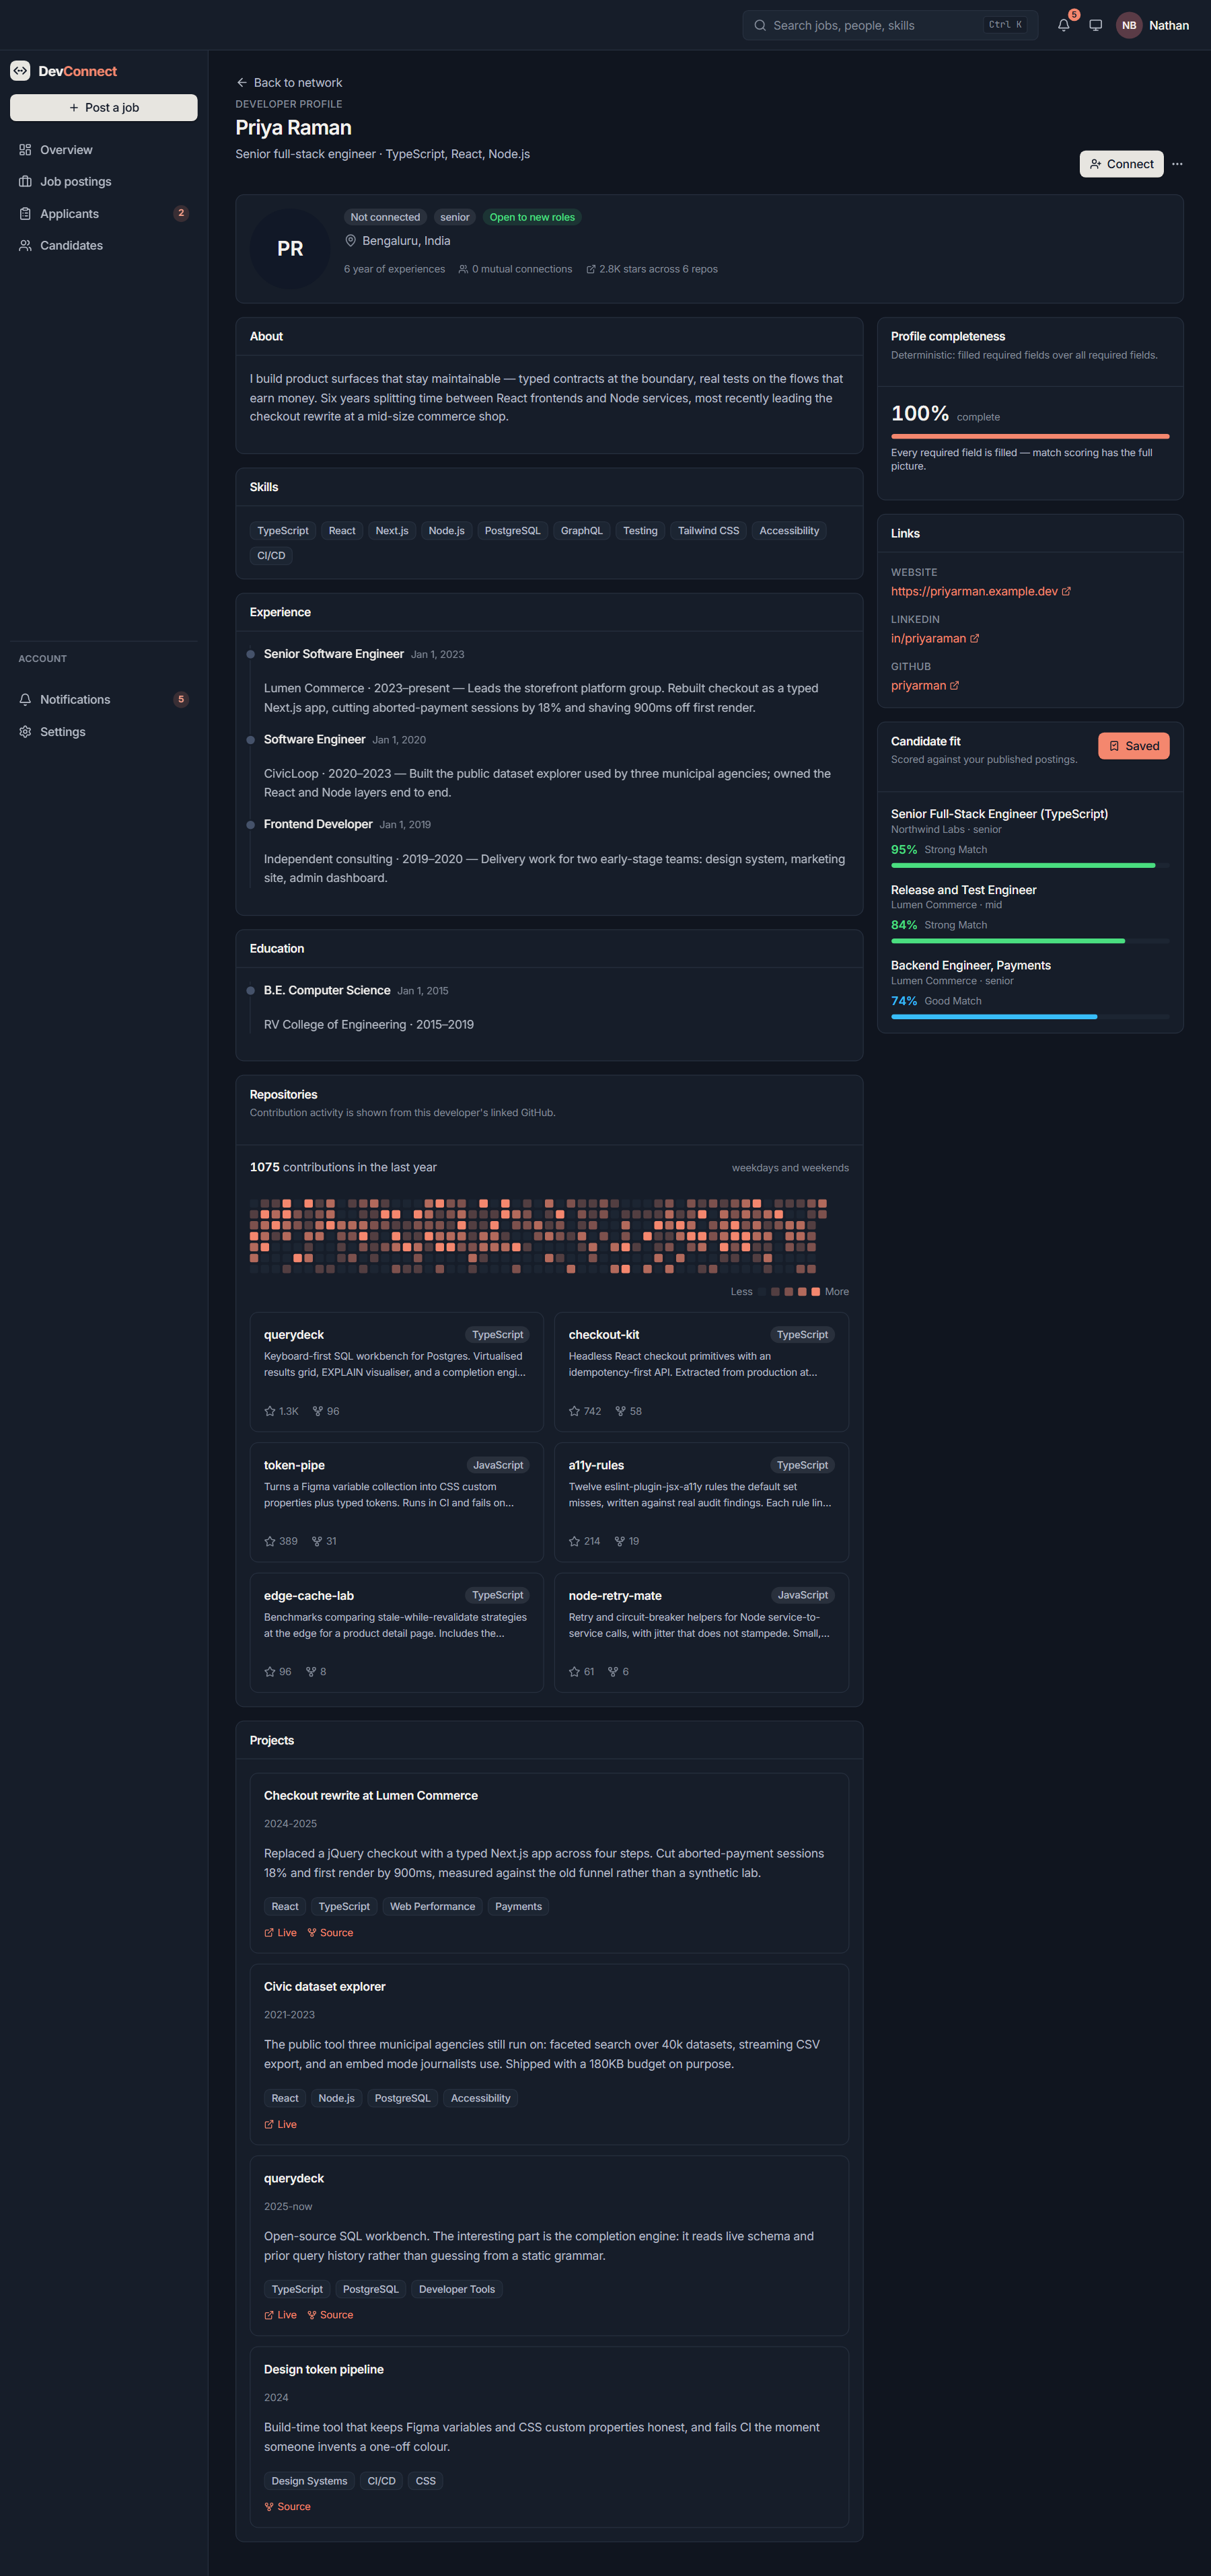 Search jobs, people, skills
Ctrl K
5
NB
Nathan
DevConnect
Post a job
Overview
Job postings
Applicants
2
Candidates
ACCOUNT
Notifications
5
Settings
Back to network
DEVELOPER PROFILE
Priya Raman
Senior full-stack engineer · TypeScript, React, Node.js
Connect
PR
Not connected
senior
Open to new roles
Bengaluru, India
6 year of experiences
0 mutual connections
2.8K stars across 6 repos
About
I build product surfaces that stay maintainable — typed contracts at the boundary, real tests on the flows that
earn money. Six years splitting time between React frontends and Node services, most recently leading the
checkout rewrite at a mid-size commerce shop.
Skills
TypeScript
React
Next.js
Node.js
PostgreSQL
GraphQL
Testing
Tailwind CSS
Accessibility
CI/CD
Experience
Senior Software Engineer Jan 1, 2023
Lumen Commerce · 2023–present — Leads the storefront platform group. Rebuilt checkout as a typed
Next.js app, cutting aborted-payment sessions by 18% and shaving 900ms off first render.
Software Engineer Jan 1, 2020
CivicLoop · 2020–2023 — Built the public dataset explorer used by three municipal agencies; owned the
React and Node layers end to end.
Frontend Developer Jan 1, 2019
Independent consulting · 2019–2020 — Delivery work for two early-stage teams: design system, marketing
site, admin dashboard.
Education
B.E. Computer Science Jan 1, 2015
RV College of Engineering · 2015–2019
Repositories
Contribution activity is shown from this developer's linked GitHub.
1075 contributions in the last year
weekdays and weekends
Less
More
querydeck
TypeScript
Keyboard-first SQL workbench for Postgres. Virtualised
results grid, EXPLAIN visualiser, and a completion engi...
1.3K
96
checkout-kit
TypeScript
Headless React checkout primitives with an
idempotency-first API. Extracted from production at...
742
58
token-pipe
JavaScript
Turns a Figma variable collection into CSS custom
properties plus typed tokens. Runs in CI and fails on...
389
31
a11y-rules
TypeScript
Twelve eslint-plugin-jsx-a11y rules the default set
misses, written against real audit findings. Each rule lin...
214
19
edge-cache-lab
TypeScript
Benchmarks comparing stale-while-revalidate strategies
at the edge for a product detail page. Includes the...
96
8
node-retry-mate
JavaScript
Retry and circuit-breaker helpers for Node service-to-
service calls, with jitter that does not stampede. Small,...
61
6
Projects
Checkout rewrite at Lumen Commerce
2024-2025
Replaced a jQuery checkout with a typed Next.js app across four steps. Cut aborted-payment sessions
18% and first render by 900ms, measured against the old funnel rather than a synthetic lab.
React
TypeScript
Web Performance
Payments
Live
Source
Civic dataset explorer
2021-2023
The public tool three municipal agencies still run on: faceted search over 40k datasets, streaming CSV
export, and an embed mode journalists use. Shipped with a 180KB budget on purpose.
React
Node.js
PostgreSQL
Accessibility
Live
querydeck
2025-now
Open-source SQL workbench. The interesting part is the completion engine: it reads live schema and
prior query history rather than guessing from a static grammar.
TypeScript
PostgreSQL
Developer Tools
Live
Source
Design token pipeline
2024
Build-time tool that keeps Figma variables and CSS custom properties honest, and fails CI the moment
someone invents a one-off colour.
Design Systems
CI/CD
CSS
Source
Profile completeness
Deterministic: filled required fields over all required fields.
100% complete
Every required field is filled — match scoring has the full
picture.
Links
WEBSITE
https://priyarman.example.dev
LINKEDIN
in/priyaraman
GITHUB
priyarman
Candidate fit
Scored against your published postings.
Saved
Senior Full-Stack Engineer (TypeScript)
Northwind Labs · senior
95% Strong Match
Release and Test Engineer
Lumen Commerce · mid
84% Strong Match
Backend Engineer, Payments
Lumen Commerce · senior
74% Good Match